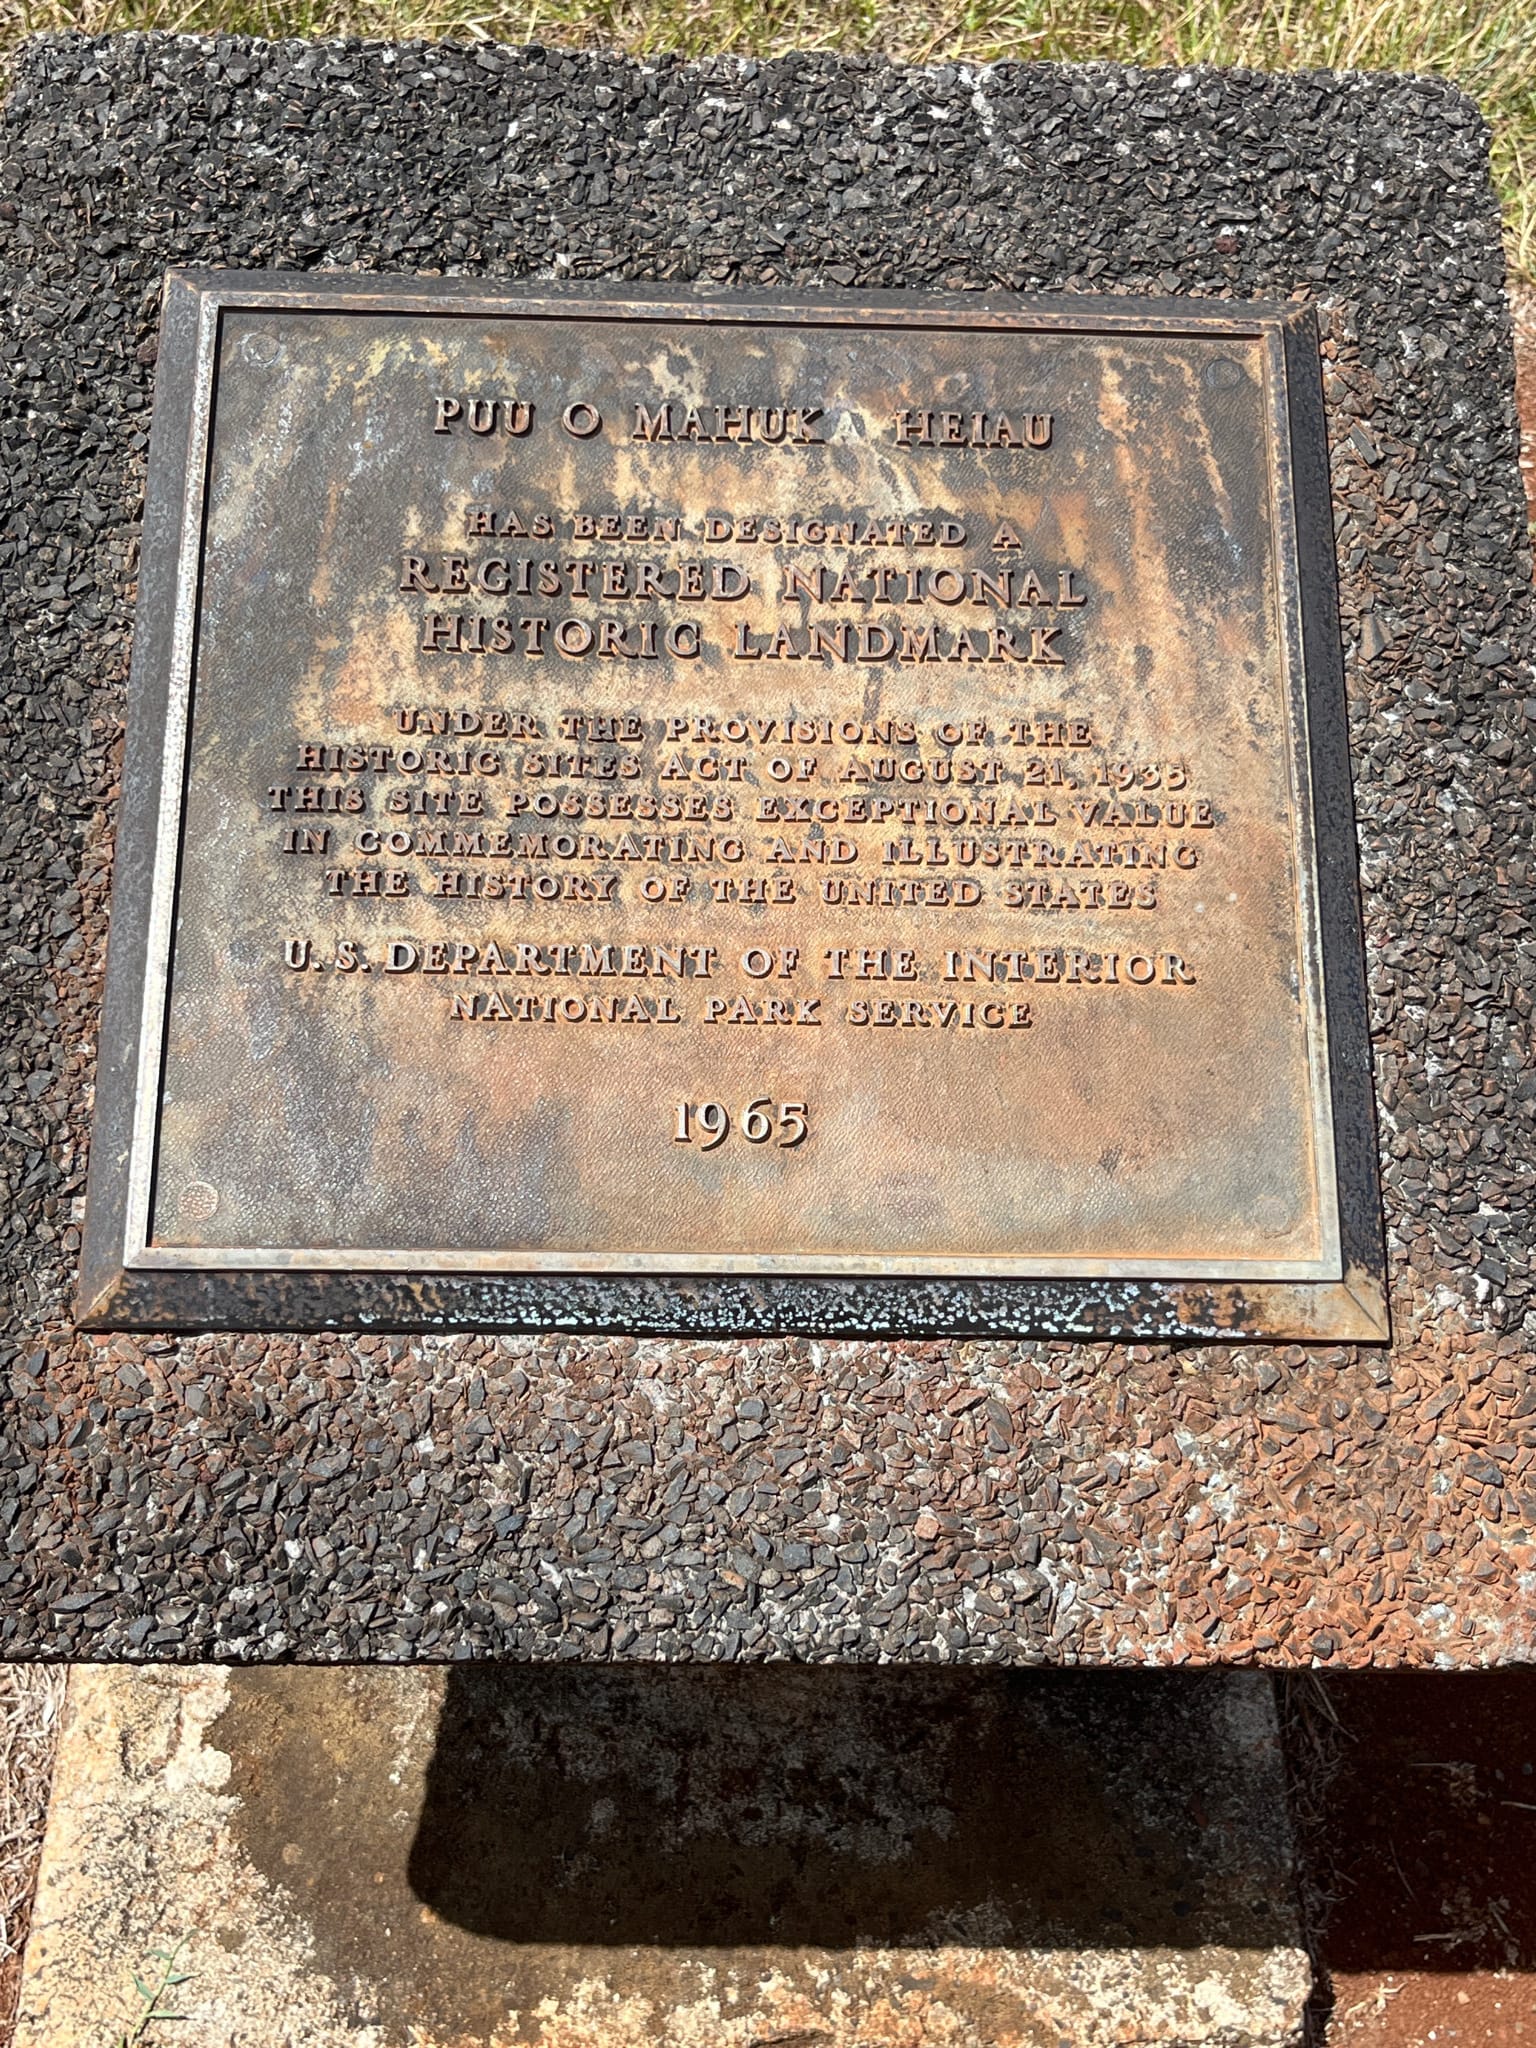 PUU O MAHUKA HEIAU
HAS BEEN DESIGNATED A
REGISTERED NATIONAL
HISTORIC LANDMARK
UNDER THE PROVISIONS OF THE
HISTORIC SITES ACT OF AUGUST 21, 1935
THIS SITE POSSESSES EXCEPTIONAL VALUE
IN COMMEMORATING AND ILLUSTRATING
THE HISTORY OF THE UNITED STATES
U.S. DEPARTMENT OF THE INTERIOR
NATIONAL PARK SERVICE
1965